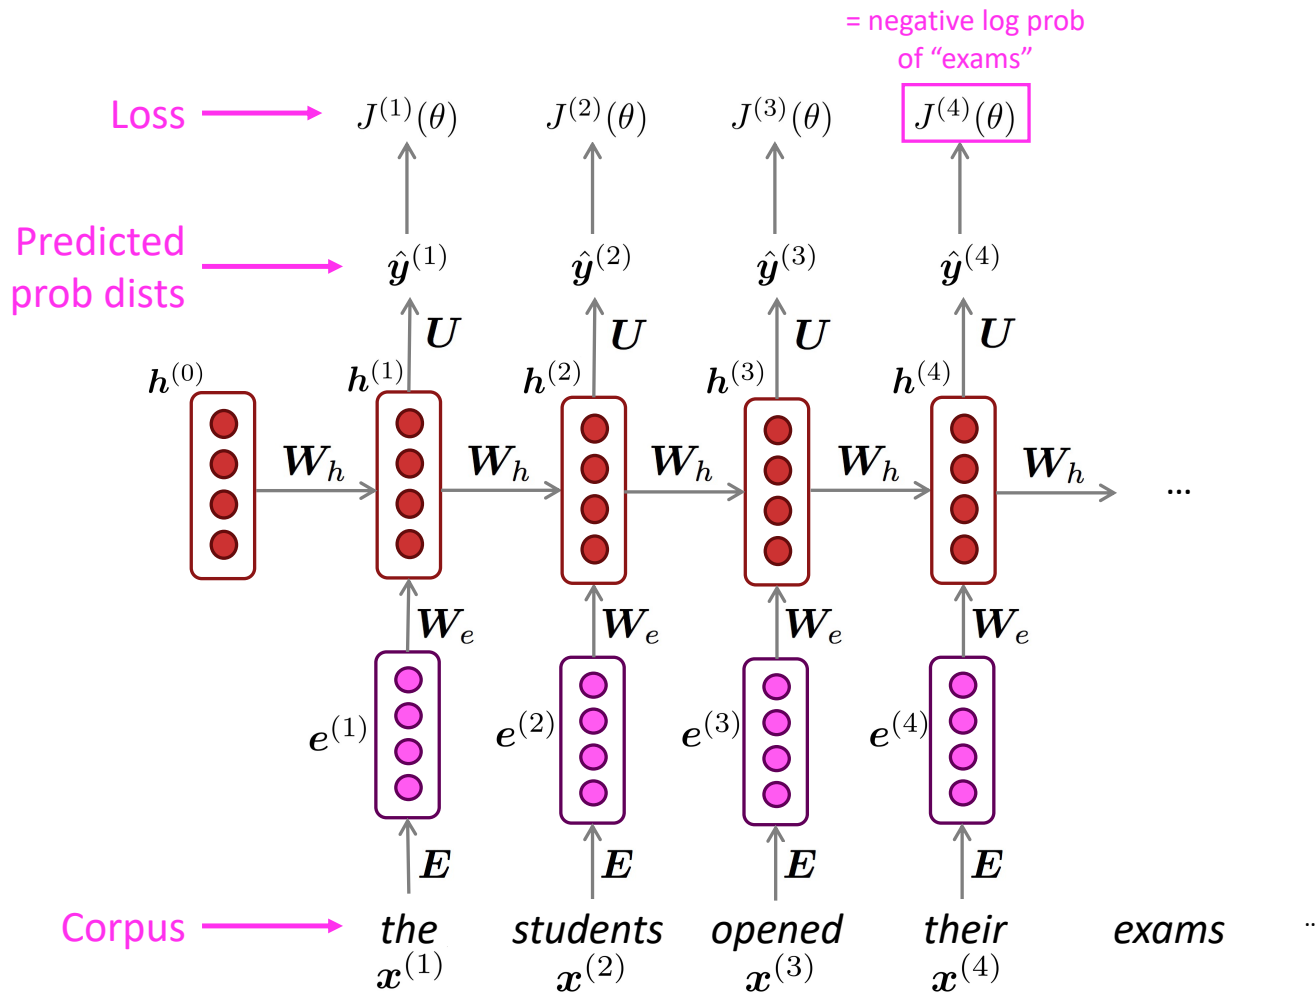 = negative log prob
of “exams”
Loss J^{(1)}(θ) J^{(2)}(θ) J^{(3)}(θ) J^{(4)}(θ)
Predicted
prob dists
ŷ^{(1)} ŷ^{(2)} ŷ^{(3)} ŷ^{(4)}
U U U U
h^{(0)} h^{(1)} h^{(2)} h^{(3)} h^{(4)}
W_h W_h W_h W_h W_h ...
W_e W_e W_e W_e
e^{(1)} e^{(2)} e^{(3)} e^{(4)}
E E E E
Corpus the students opened their exams ...
x^{(1)} x^{(2)} x^{(3)} x^{(4)}